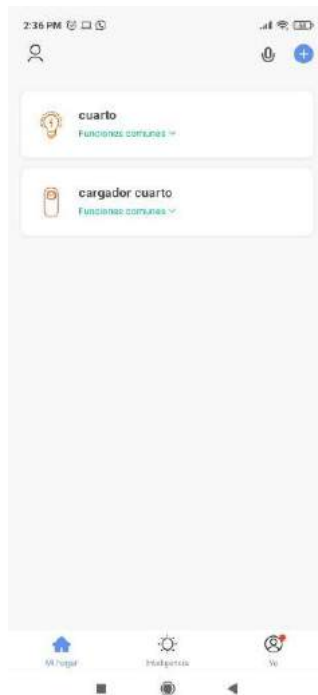 2:36 PM
cuarto
Funciones comunes
cargador cuarto
Funciones comunes
Mi hogar
Inteligencia
Yo